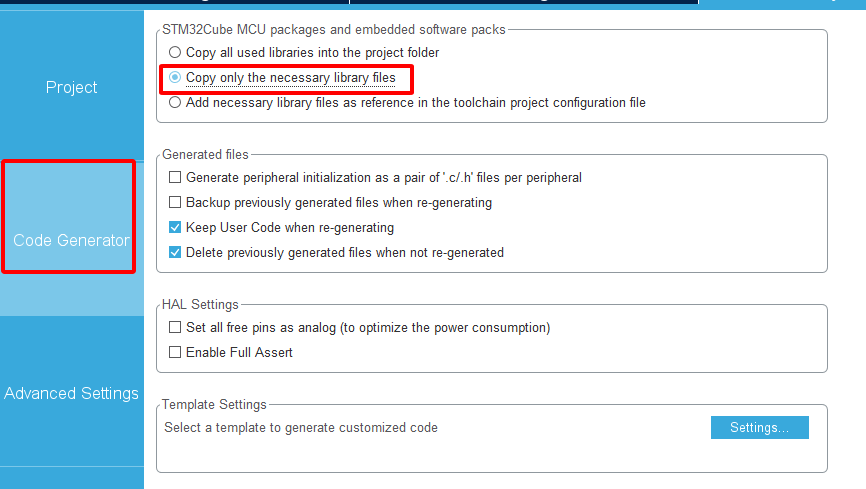 STM32Cube MCU packages and embedded software packs
Copy all used libraries into the project folder
Copy only the necessary library files
Add necessary library files as reference in the toolchain project configuration file
Project
Generated files
Generate peripheral initialization as a pair of '.c/.h' files per peripheral
Backup previously generated files when re-generating
Keep User Code when re-generating
Delete previously generated files when not re-generated
Code Generator
HAL Settings
Set all free pins as analog (to optimize the power consumption)
Enable Full Assert
Advanced Settings
Template Settings
Select a template to generate customized code
Settings...